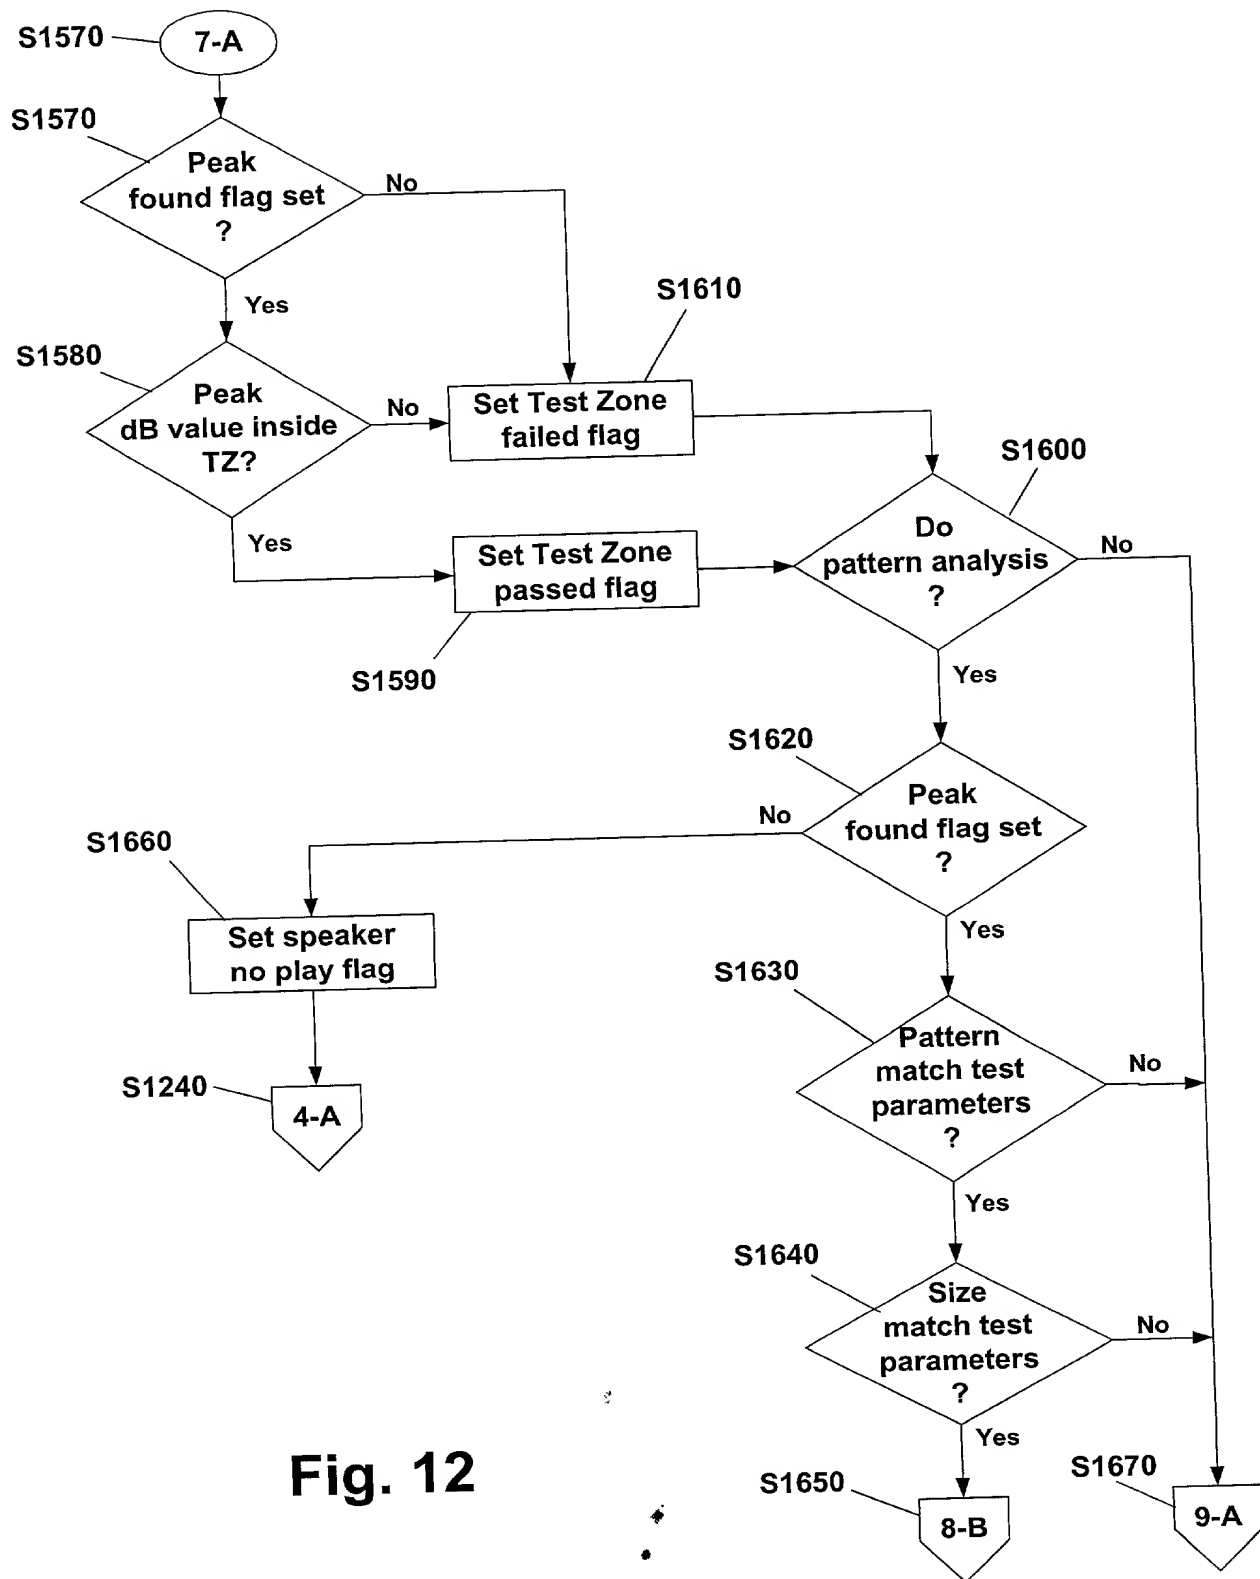 S1570
7-A
S1570
Peak
found flag set
?
No
Yes
S1610
S1580
Peak
dB value inside
TZ?
No
Set Test Zone
failed flag
Yes
S1600
Do
pattern analysis
?
No
Set Test Zone
passed flag
S1590
Yes
S1620
Peak
found flag set
?
No
S1660
Set speaker
no play flag
Yes
S1630
Pattern
match test
parameters
?
No
S1240
4-A
Yes
S1640
Size
match test
parameters
?
No
Yes
Fig. 12
S1650
8-B
S1670
9-A